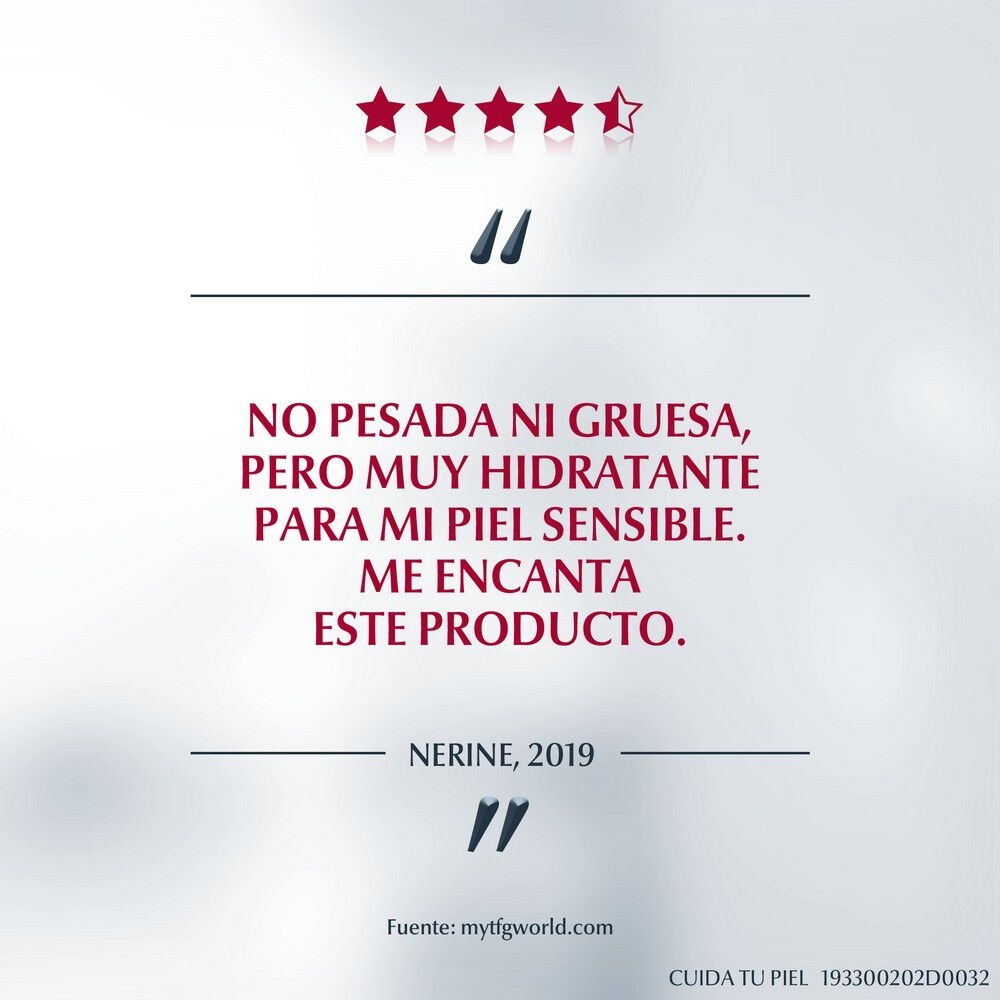 NO PESADA NI GRUESA,
PERO MUY HIDRATANTE
PARA MI PIEL SENSIBLE.
ME ENCANTA
ESTE PRODUCTO.
NERINE, 2019
Fuente: mytfgworld.com
CUIDA TU PIEL 193300202D0032